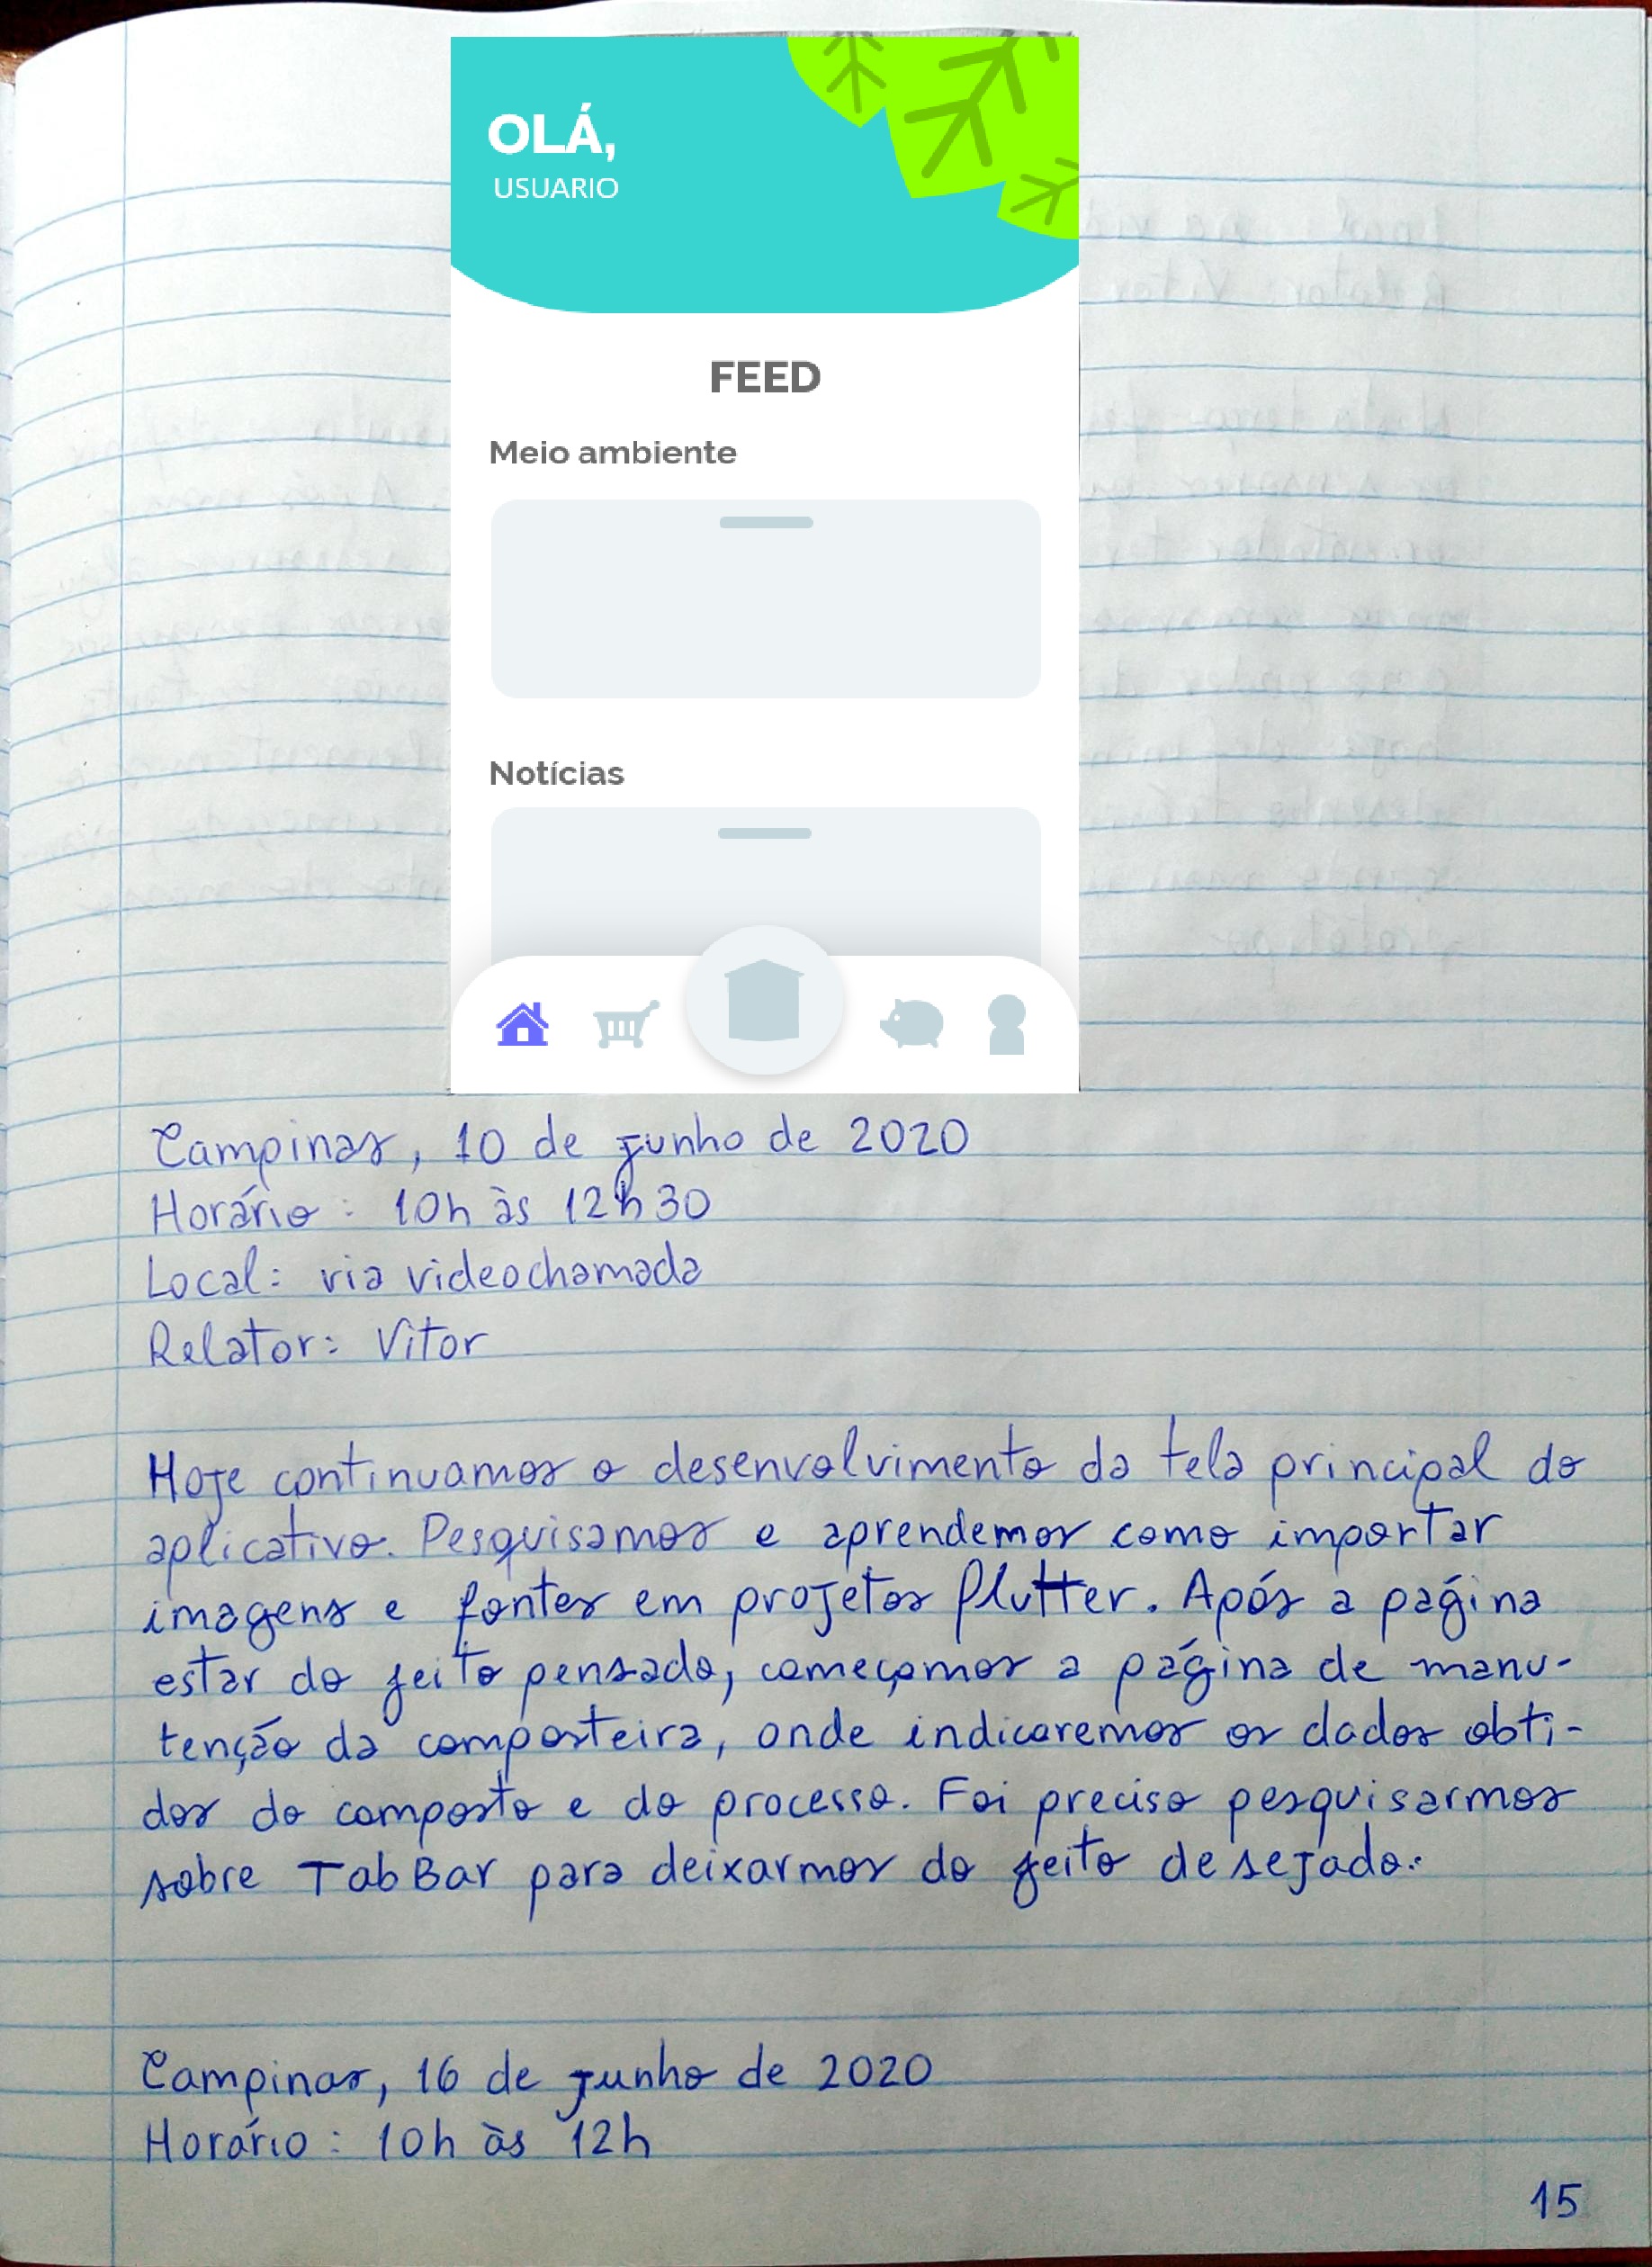 OLÁ,
USUARIO
FEED
Meio ambiente
Notícias
Campinas, 10 de junho de 2020
Horário: 10h às 12h30
Local: via videochamada
Relator: Vitor
Hoje continuamos o desenvolvimento da tela principal do
aplicativo. Pesquisamos e aprendemos como importar
imagens e fontes em projetos flutter. Após a página
estar do jeito pensado, começamos a página de manu-
tenção da composteira, onde indicaremos os dados obti-
dos do composto e do processo. Foi preciso pesquisarmos
sobre TabBar para deixarmos do jeito desejado.
Campinas, 16 de junho de 2020
Horário: 10h às 12h
15